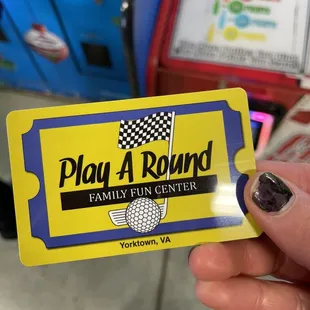 Play A Round
FAMILY FUN CENTER
Yorktown, VA